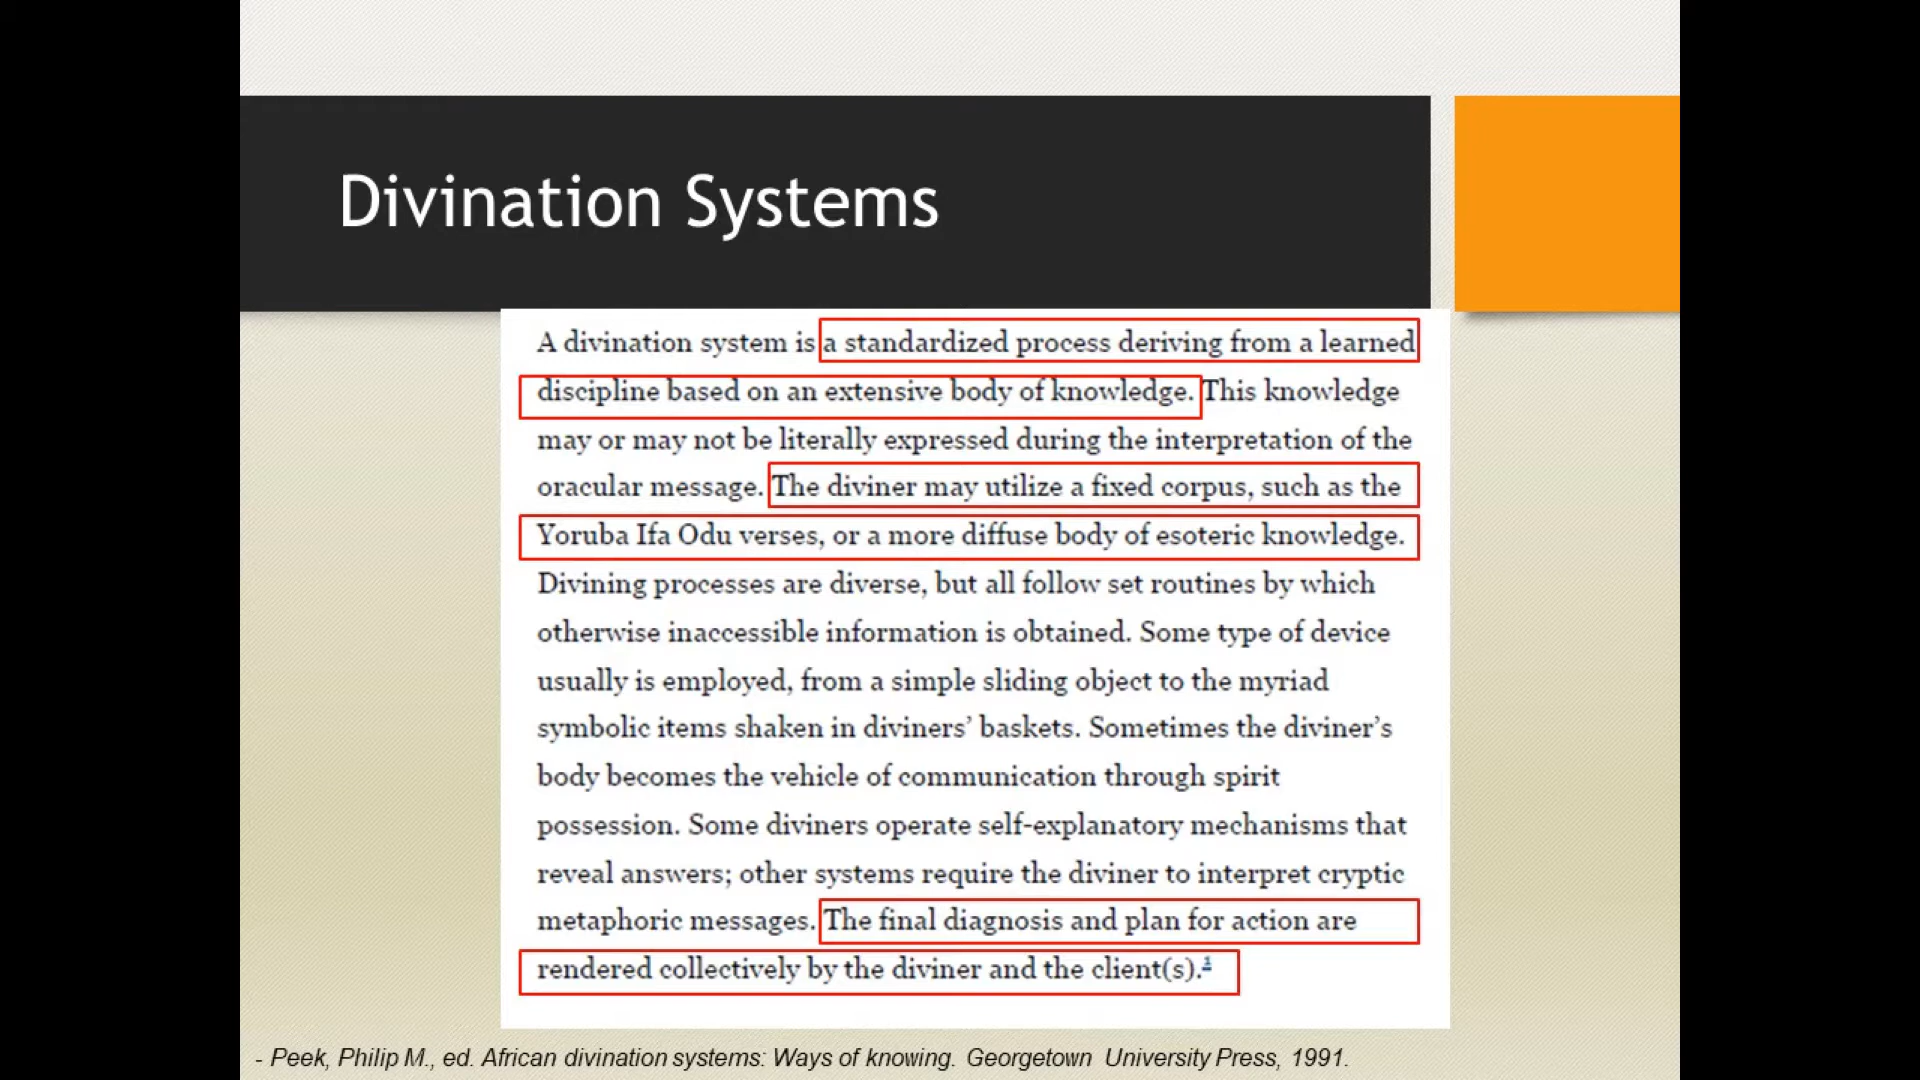 Divination Systems
A divination system is a standardized process deriving from a learned
discipline based on an extensive body of knowledge. This knowledge
may or may not be literally expressed during the interpretation of the
oracular message. The diviner may utilize a fixed corpus, such as the
Yoruba Ifa Odu verses, or a more diffuse body of esoteric knowledge.
Divining processes are diverse, but all follow set routines by which
otherwise inaccessible information is obtained. Some type of device
usually is employed, from a simple sliding object to the myriad
symbolic items shaken in diviners’ baskets. Sometimes the diviner’s
body becomes the vehicle of communication through spirit
possession. Some diviners operate self-explanatory mechanisms that
reveal answers; other systems require the diviner to interpret cryptic
metaphoric messages. The final diagnosis and plan for action are
rendered collectively by the diviner and the client(s).¹
- Peek, Philip M., ed. African divination systems: Ways of knowing. Georgetown University Press, 1991.